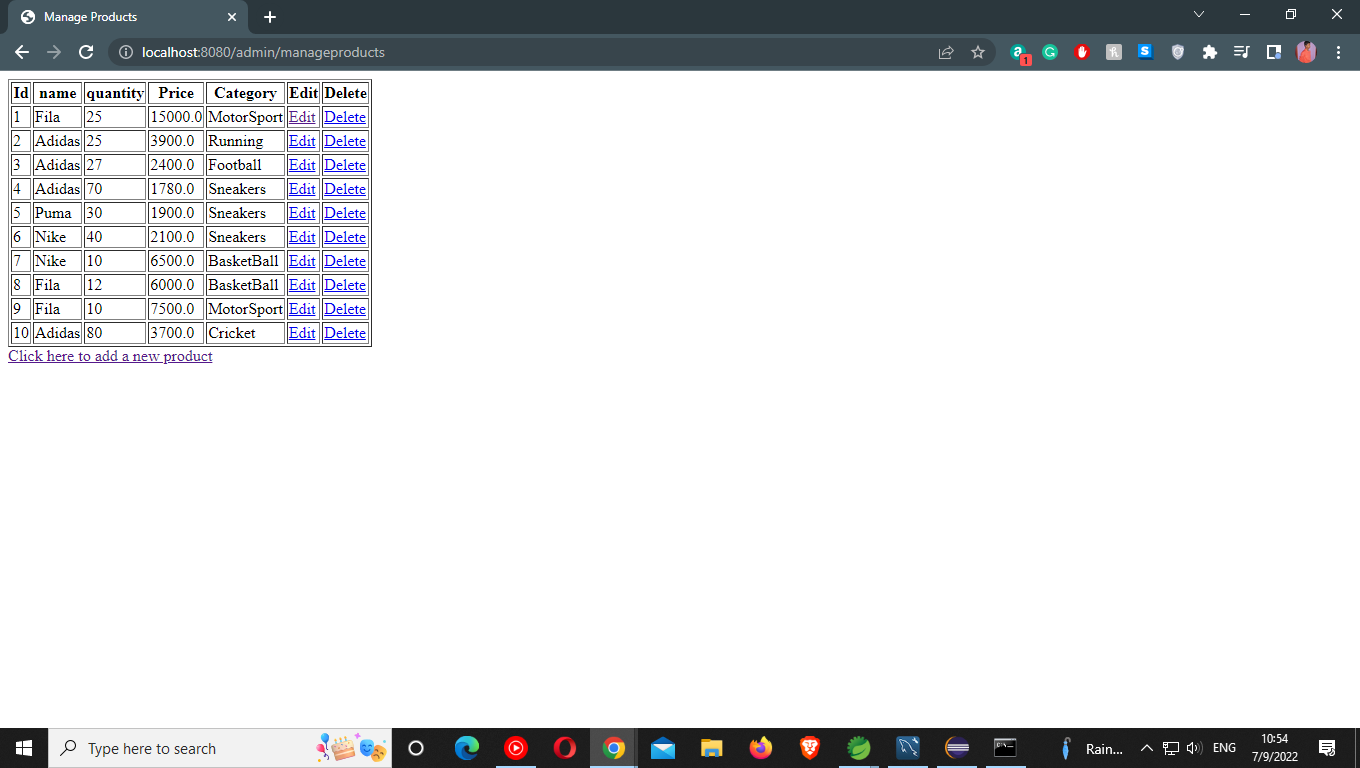 Manage Products
localhost:8080/admin/manageproducts
1
Id name quantity Price Category Edit Delete
1 Fila 25 15000.0 MotorSport Edit Delete
2 Adidas 25 3900.0 Running Edit Delete
3 Adidas 27 2400.0 Football Edit Delete
4 Adidas 70 1780.0 Sneakers Edit Delete
5 Puma 30 1900.0 Sneakers Edit Delete
6 Nike 40 2100.0 Sneakers Edit Delete
7 Nike 10 6500.0 BasketBall Edit Delete
8 Fila 12 6000.0 BasketBall Edit Delete
9 Fila 10 7500.0 MotorSport Edit Delete
10 Adidas 80 3700.0 Cricket Edit Delete
Click here to add a new product
Type here to search
Rain...
ENG
10:54
7/9/2022